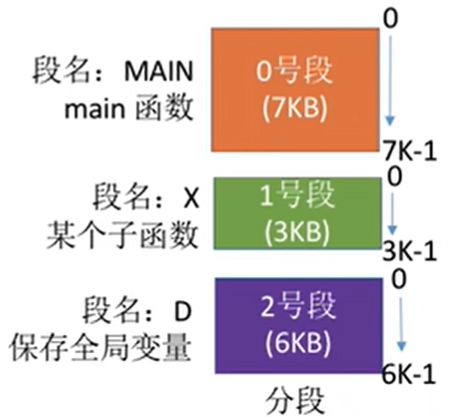 0
段名：MAIN
main 函数
0号段
(7KB)
7K-1
0
段名：X
某个子函数
1号段
(3KB)
3K-1
0
段名：D
保存全局变量
2号段
(6KB)
6K-1
分段